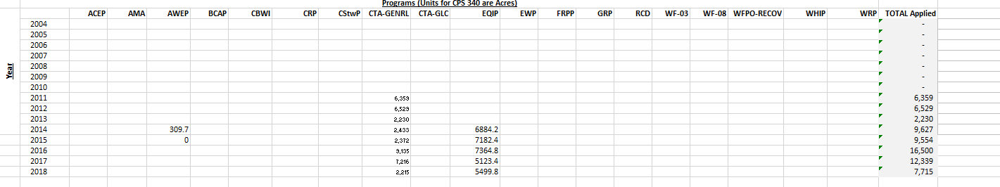 Programs (Units for CPS 340 are Acres)
ACEP AMA AWEP BCAP CBWI CRP CStwP CTA-GENRL CTA-GLC EQIP EWP FRPP GRP RCD WF-03 WF-08 WFPO-RECOV WHIP WRP TOTAL Applied
Year
2004 -
2005 -
2006 -
2007 -
2008 -
2009 -
2010 -
2011 6,359 6,359
2012 6,529 6,529
2013 2,230 2,230
2014 309.7 2,433 6884.2 9,627
2015 0 2,372 7182.4 9,554
2016 9,135 7364.8 16,500
2017 7,216 5123.4 12,339
2018 2,215 5499.8 7,715